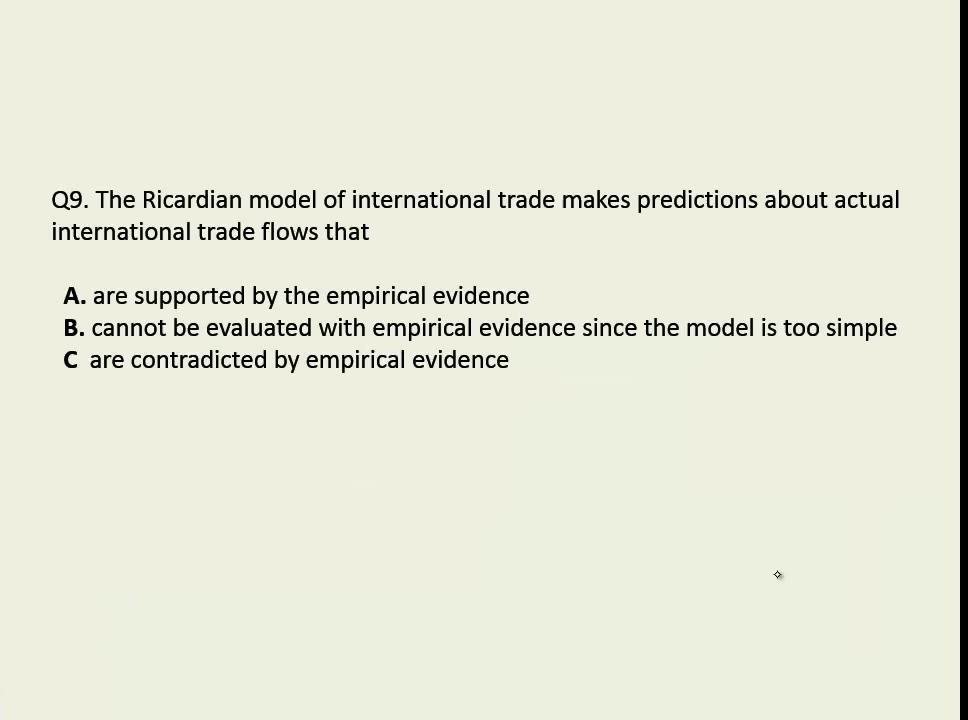 Q9. The Ricardian model of international trade makes predictions about actual
international trade flows that
A. are supported by the empirical evidence
B. cannot be evaluated with empirical evidence since the model is too simple
C  are contradicted by empirical evidence